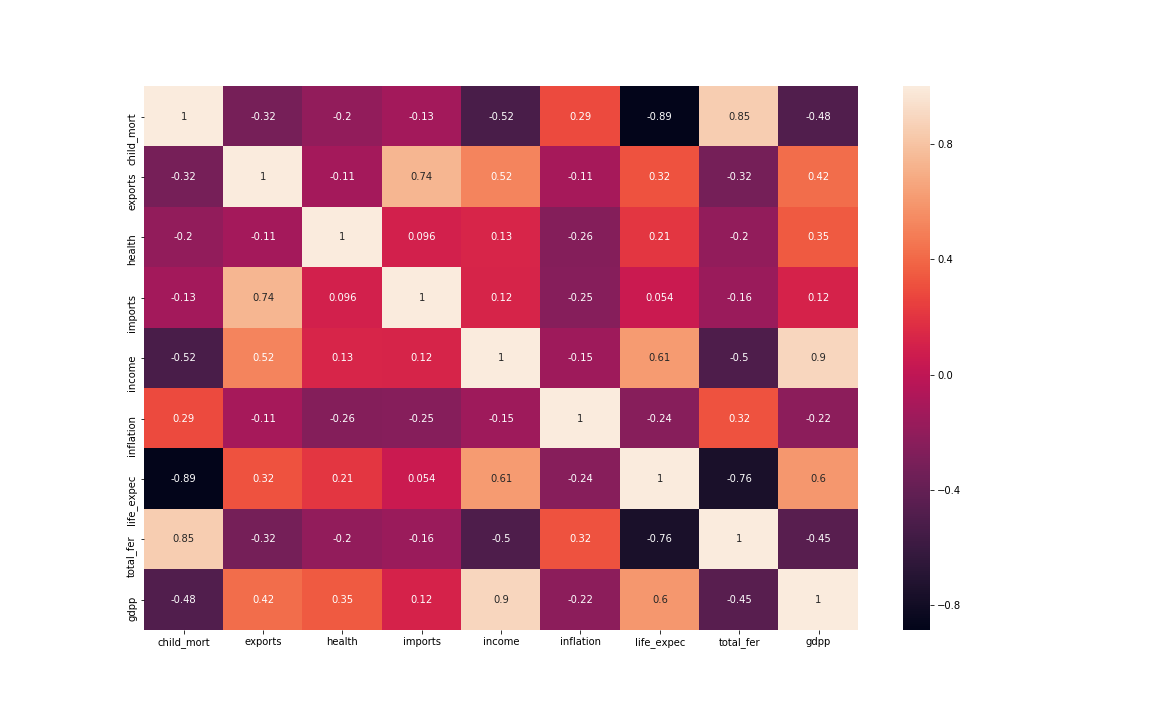 child_mort 1 -0.32 -0.2 -0.13 -0.52 0.29 -0.89 0.85 -0.48
exports -0.32 1 -0.11 0.74 0.52 -0.11 0.32 -0.32 0.42
health -0.2 -0.11 1 0.096 0.13 -0.26 0.21 -0.2 0.35
imports -0.13 0.74 0.096 1 0.12 -0.25 0.054 -0.16 0.12
income -0.52 0.52 0.13 0.12 1 -0.15 0.61 -0.5 0.9
inflation 0.29 -0.11 -0.26 -0.25 -0.15 1 -0.24 0.32 -0.22
life_expec -0.89 0.32 0.21 0.054 0.61 -0.24 1 -0.76 0.6
total_fer 0.85 -0.32 -0.2 -0.16 -0.5 0.32 -0.76 1 -0.45
gdpp -0.48 0.42 0.35 0.12 0.9 -0.22 0.6 -0.45 1
child_mort exports health imports income inflation life_expec total_fer gdpp
0.8
0.4
0.0
−0.4
−0.8